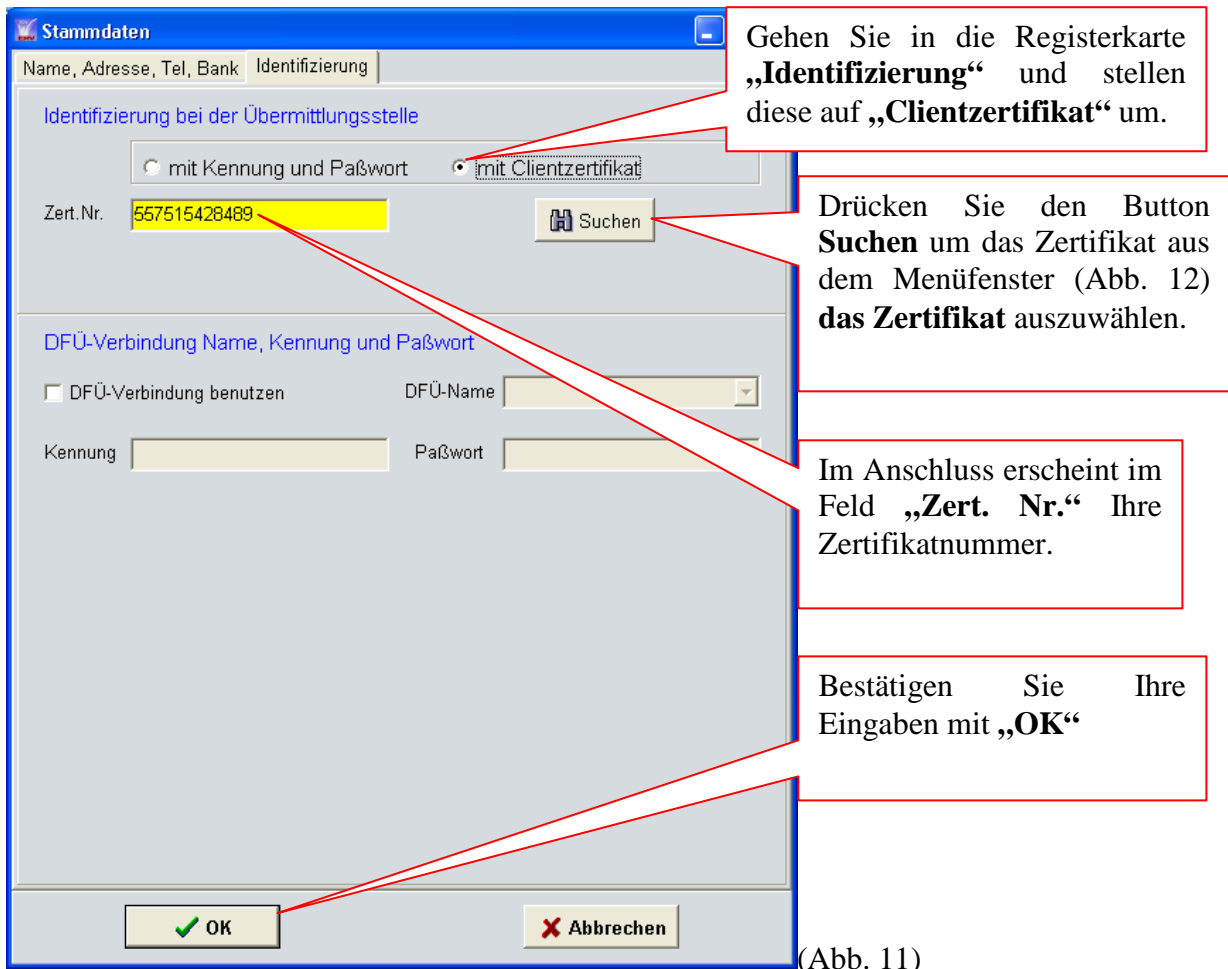 Stammdaten
Name, Adresse, Tel, Bank Identifizierung
Identifizierung bei der Übermittlungsstelle
mit Kennung und Paßwort mit Clientzertifikat
Zert.Nr. 557515428489 Suchen
DFÜ-Verbindung Name, Kennung und Paßwort
DFÜ-Verbindung benutzen DFÜ-Name
Kennung Paßwort
OK Abbrechen
Gehen Sie in die Registerkarte
„Identifizierung“ und stellen
diese auf „Clientzertifikat“ um.
Drücken Sie den Button
Suchen um das Zertifikat aus
dem Menüfenster (Abb. 12)
das Zertifikat auszuwählen.
Im Anschluss erscheint im
Feld „Zert. Nr.“ Ihre
Zertifikatnummer.
Bestätigen Sie Ihre
Eingaben mit „OK“
(Abb. 11)